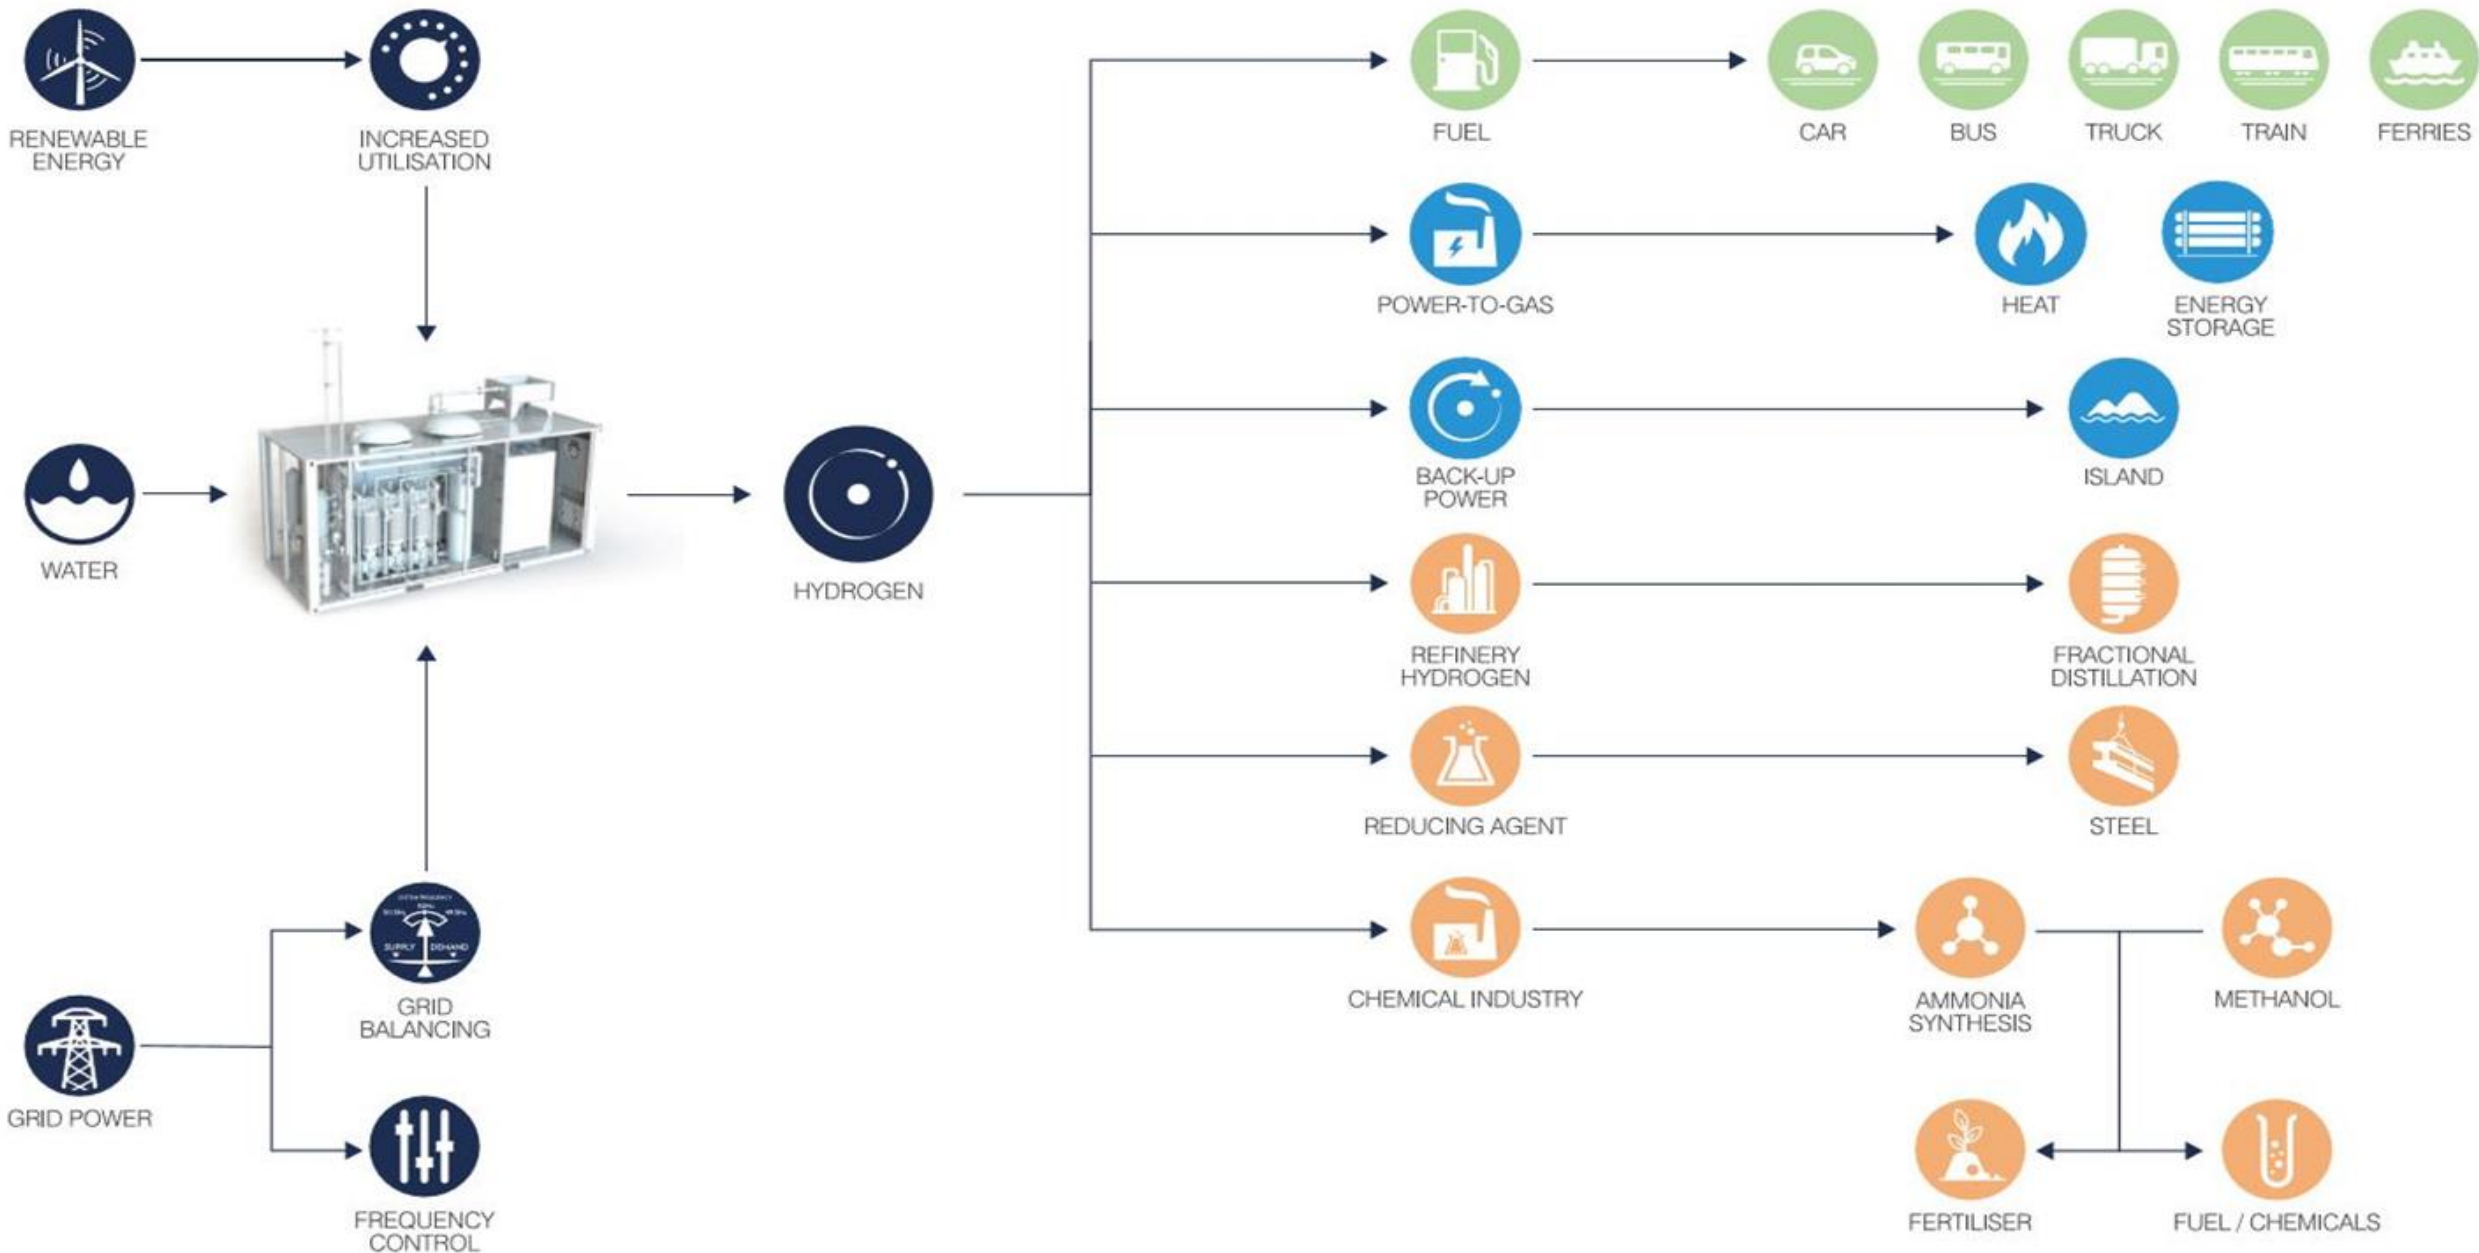 RENEWABLE
ENERGY
INCREASED
UTILISATION
FUEL
CAR
BUS
TRUCK
TRAIN
FERRIES
POWER-TO-GAS
HEAT
ENERGY
STORAGE
WATER
HYDROGEN
BACK-UP
POWER
ISLAND
REFINERY
HYDROGEN
FRACTIONAL
DISTILLATION
REDUCING AGENT
STEEL
SUPPLY
DEMAND
GRID
BALANCING
GRID POWER
FREQUENCY
CONTROL
CHEMICAL INDUSTRY
AMMONIA
SYNTHESIS
METHANOL
FERTILISER
FUEL / CHEMICALS